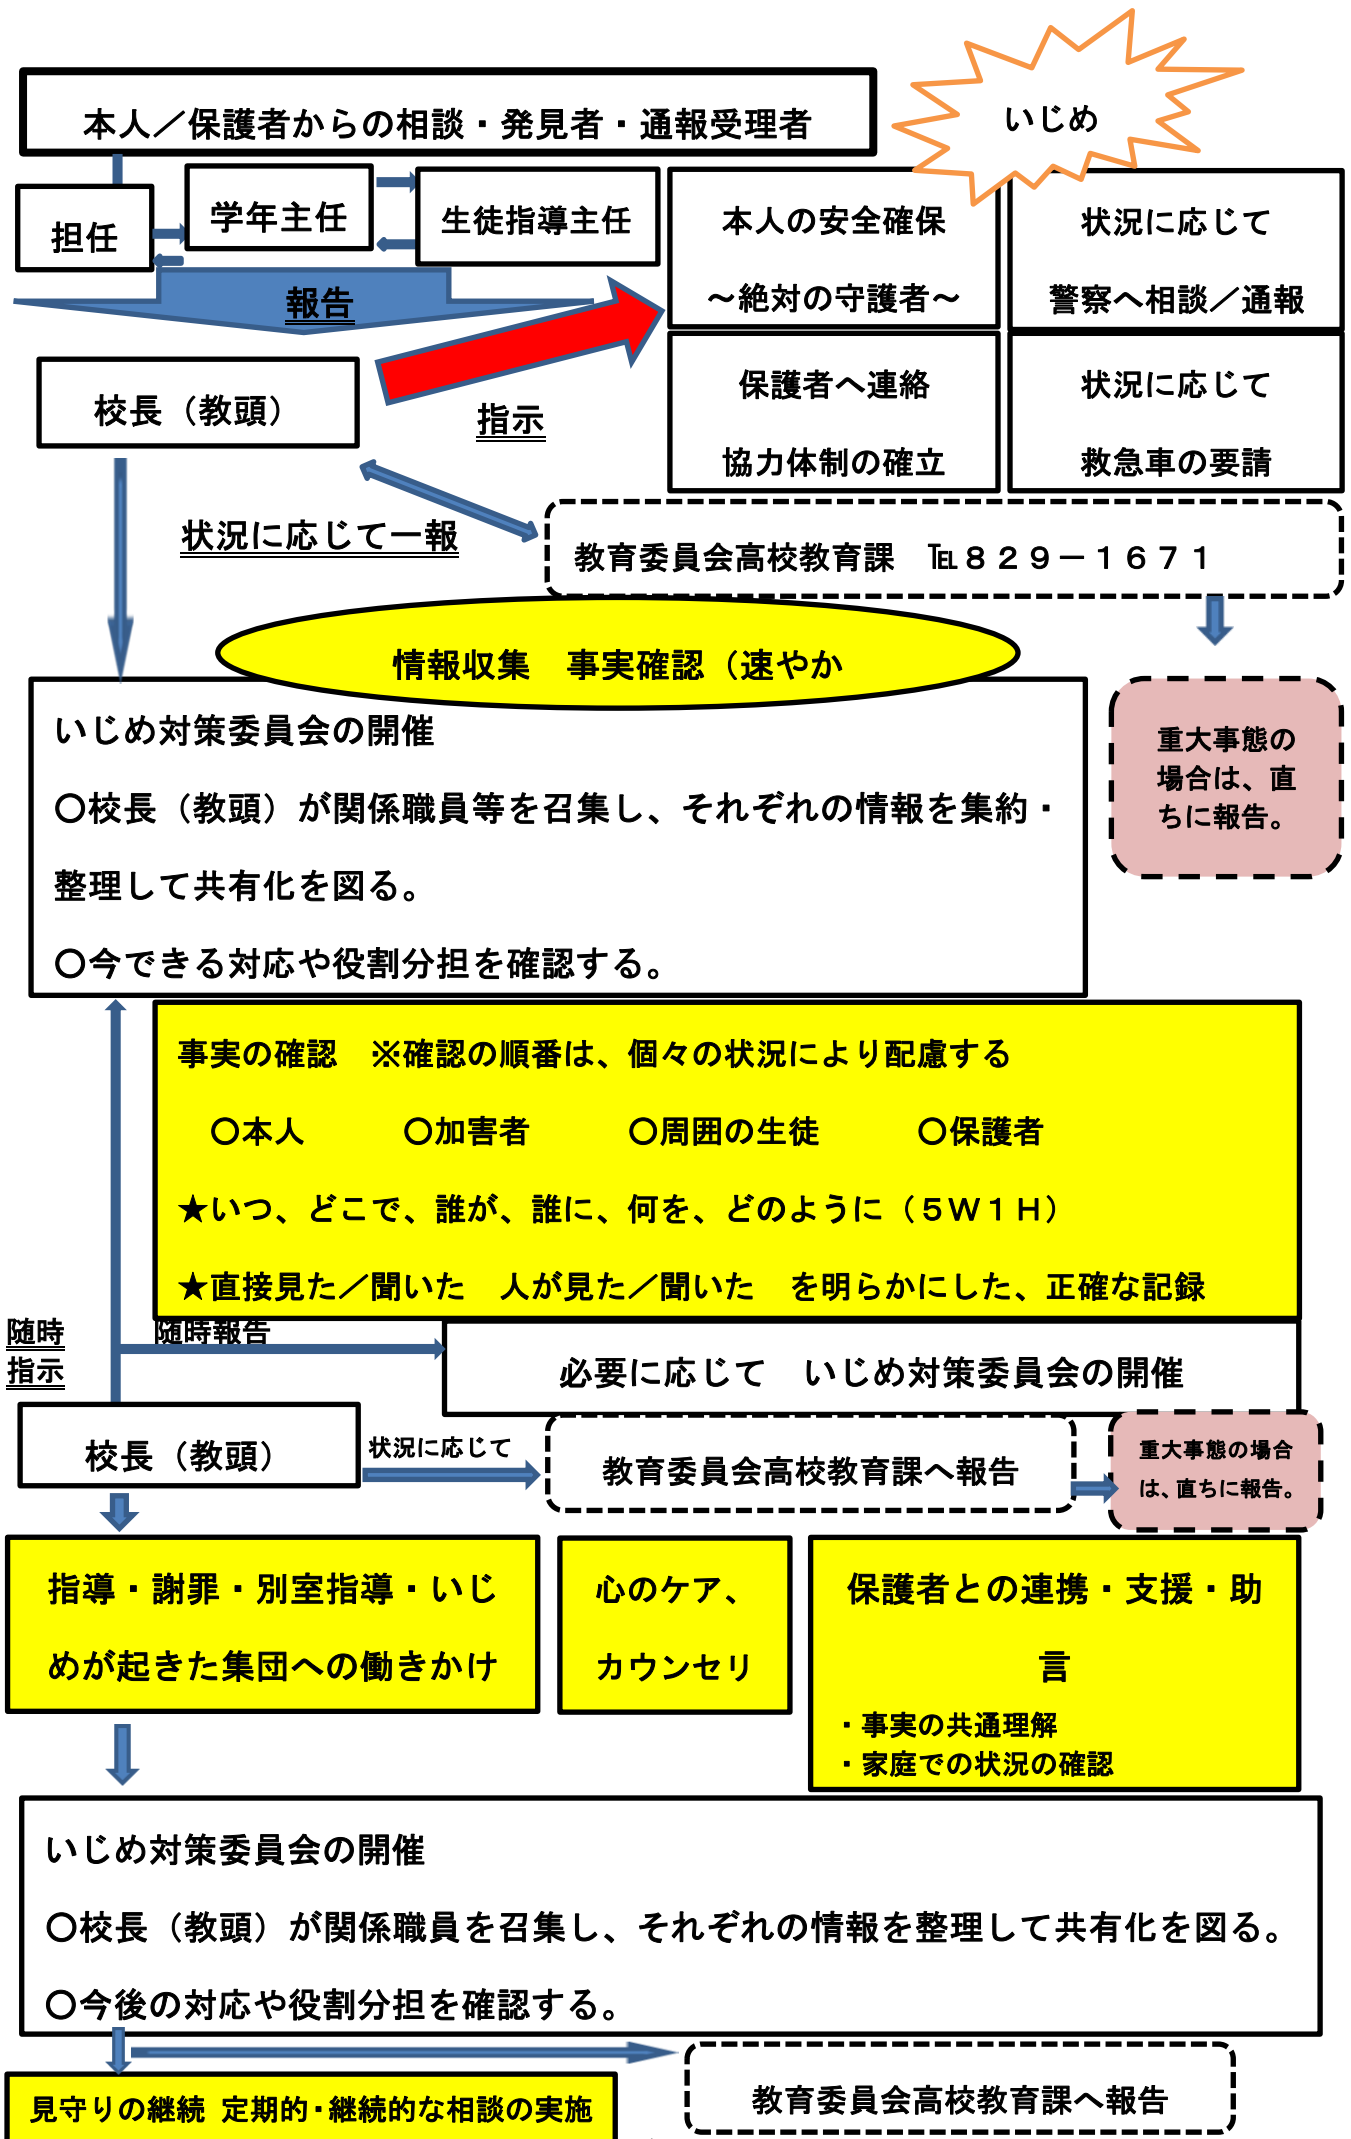 いじめ
本人／保護者からの相談・発見者・通報受理者
担任
学年主任
生徒指導主任
本人の安全確保
～絶対の守護者～
状況に応じて
警察へ相談／通報
報告
校長（教頭）
指示
保護者へ連絡
協力体制の確立
状況に応じて
救急車の要請
状況に応じて一報
教育委員会高校教育課　℡８２９－１６７１
情報収集　事実確認（速やか
いじめ対策委員会の開催
○校長（教頭）が関係職員等を召集し、それぞれの情報を集約・
整理して共有化を図る。
○今できる対応や役割分担を確認する。
重大事態の
場合は、直
ちに報告。
事実の確認　※確認の順番は、個々の状況により配慮する
○本人　　　○加害者　　　○周囲の生徒　　　○保護者
★いつ、どこで、誰が、誰に、何を、どのように（５Ｗ１Ｈ）
★直接見た／聞いた　人が見た／聞いた　を明らかにした、正確な記録
随時
指示
随時報告
必要に応じて　いじめ対策委員会の開催
校長（教頭）
状況に応じて
教育委員会高校教育課へ報告
重大事態の場合
は、直ちに報告。
指導・謝罪・別室指導・いじ
めが起きた集団への働きかけ
心のケア、
カウンセリ
保護者との連携・支援・助
言
・事実の共通理解
・家庭での状況の確認
いじめ対策委員会の開催
○校長（教頭）が関係職員を召集し、それぞれの情報を整理して共有化を図る。
○今後の対応や役割分担を確認する。
教育委員会高校教育課へ報告
見守りの継続 定期的・継続的な相談の実施